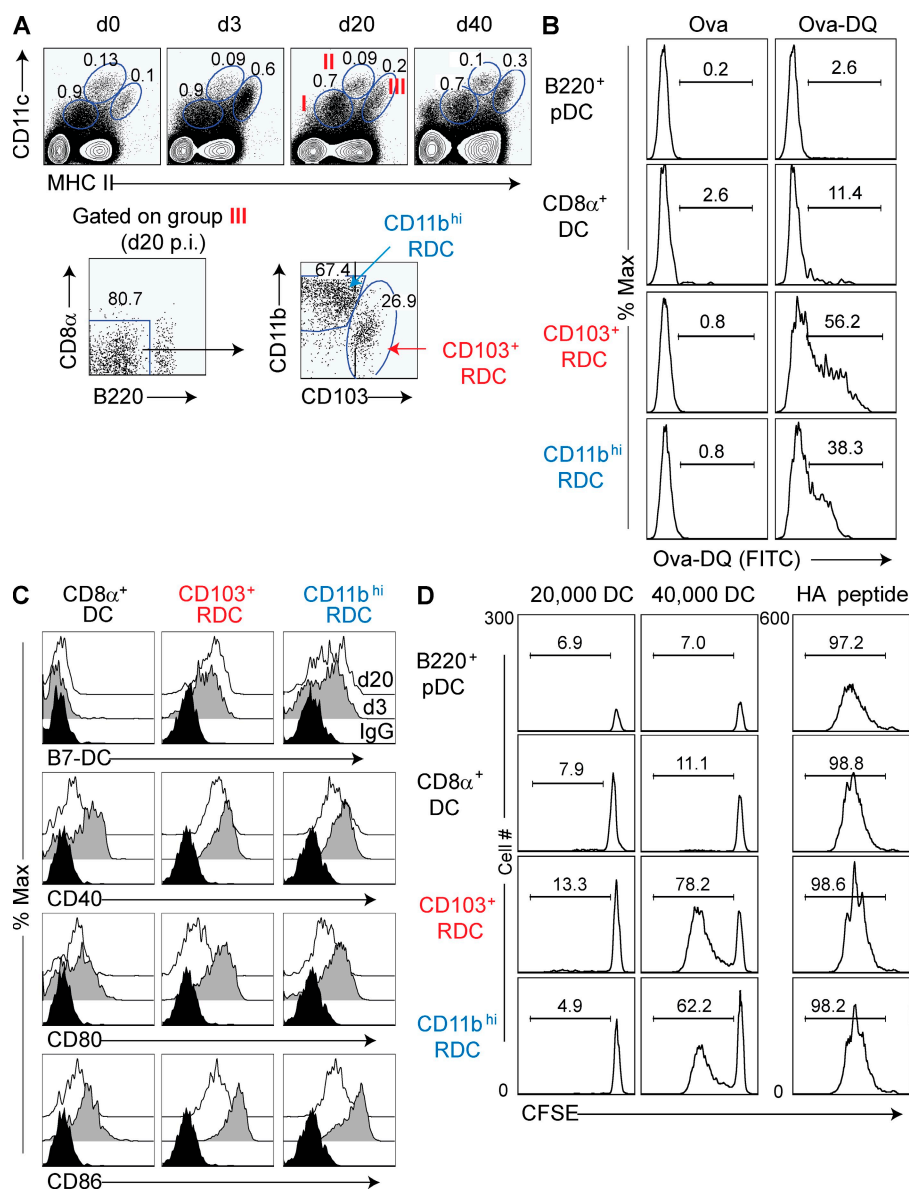 A
d0 d3 d20 d40
0.13 0.1 0.9
0.09 0.6 0.9
II 0.09 0.2 0.7 I III
0.1 0.3 0.7
CD11c
MHC II
Gated on group III
(d20 p.i.)
80.7
CD8α
B220
CD11b^hi
RDC
67.4
26.9
CD11b
CD103⁺
RDC
CD103
B
Ova Ova-DQ
B220⁺
pDC
0.2 2.6
CD8α⁺
DC
2.6 11.4
% Max
CD103⁺
RDC
0.8 56.2
CD11b^hi
RDC
0.8 38.3
Ova-DQ (FITC)
C
CD8α⁺
DC
CD103⁺
RDC
CD11b^hi
RDC
d20
d3
IgG
B7-DC
CD40
% Max
CD80
CD86
D
20,000 DC 40,000 DC HA peptide
300 600
B220⁺
pDC
6.9 7.0 97.2
CD8α⁺
DC
7.9 11.1 98.8
Cell #
CD103⁺
RDC
13.3 78.2 98.6
CD11b^hi
RDC
4.9 62.2 98.2
0 0
CFSE